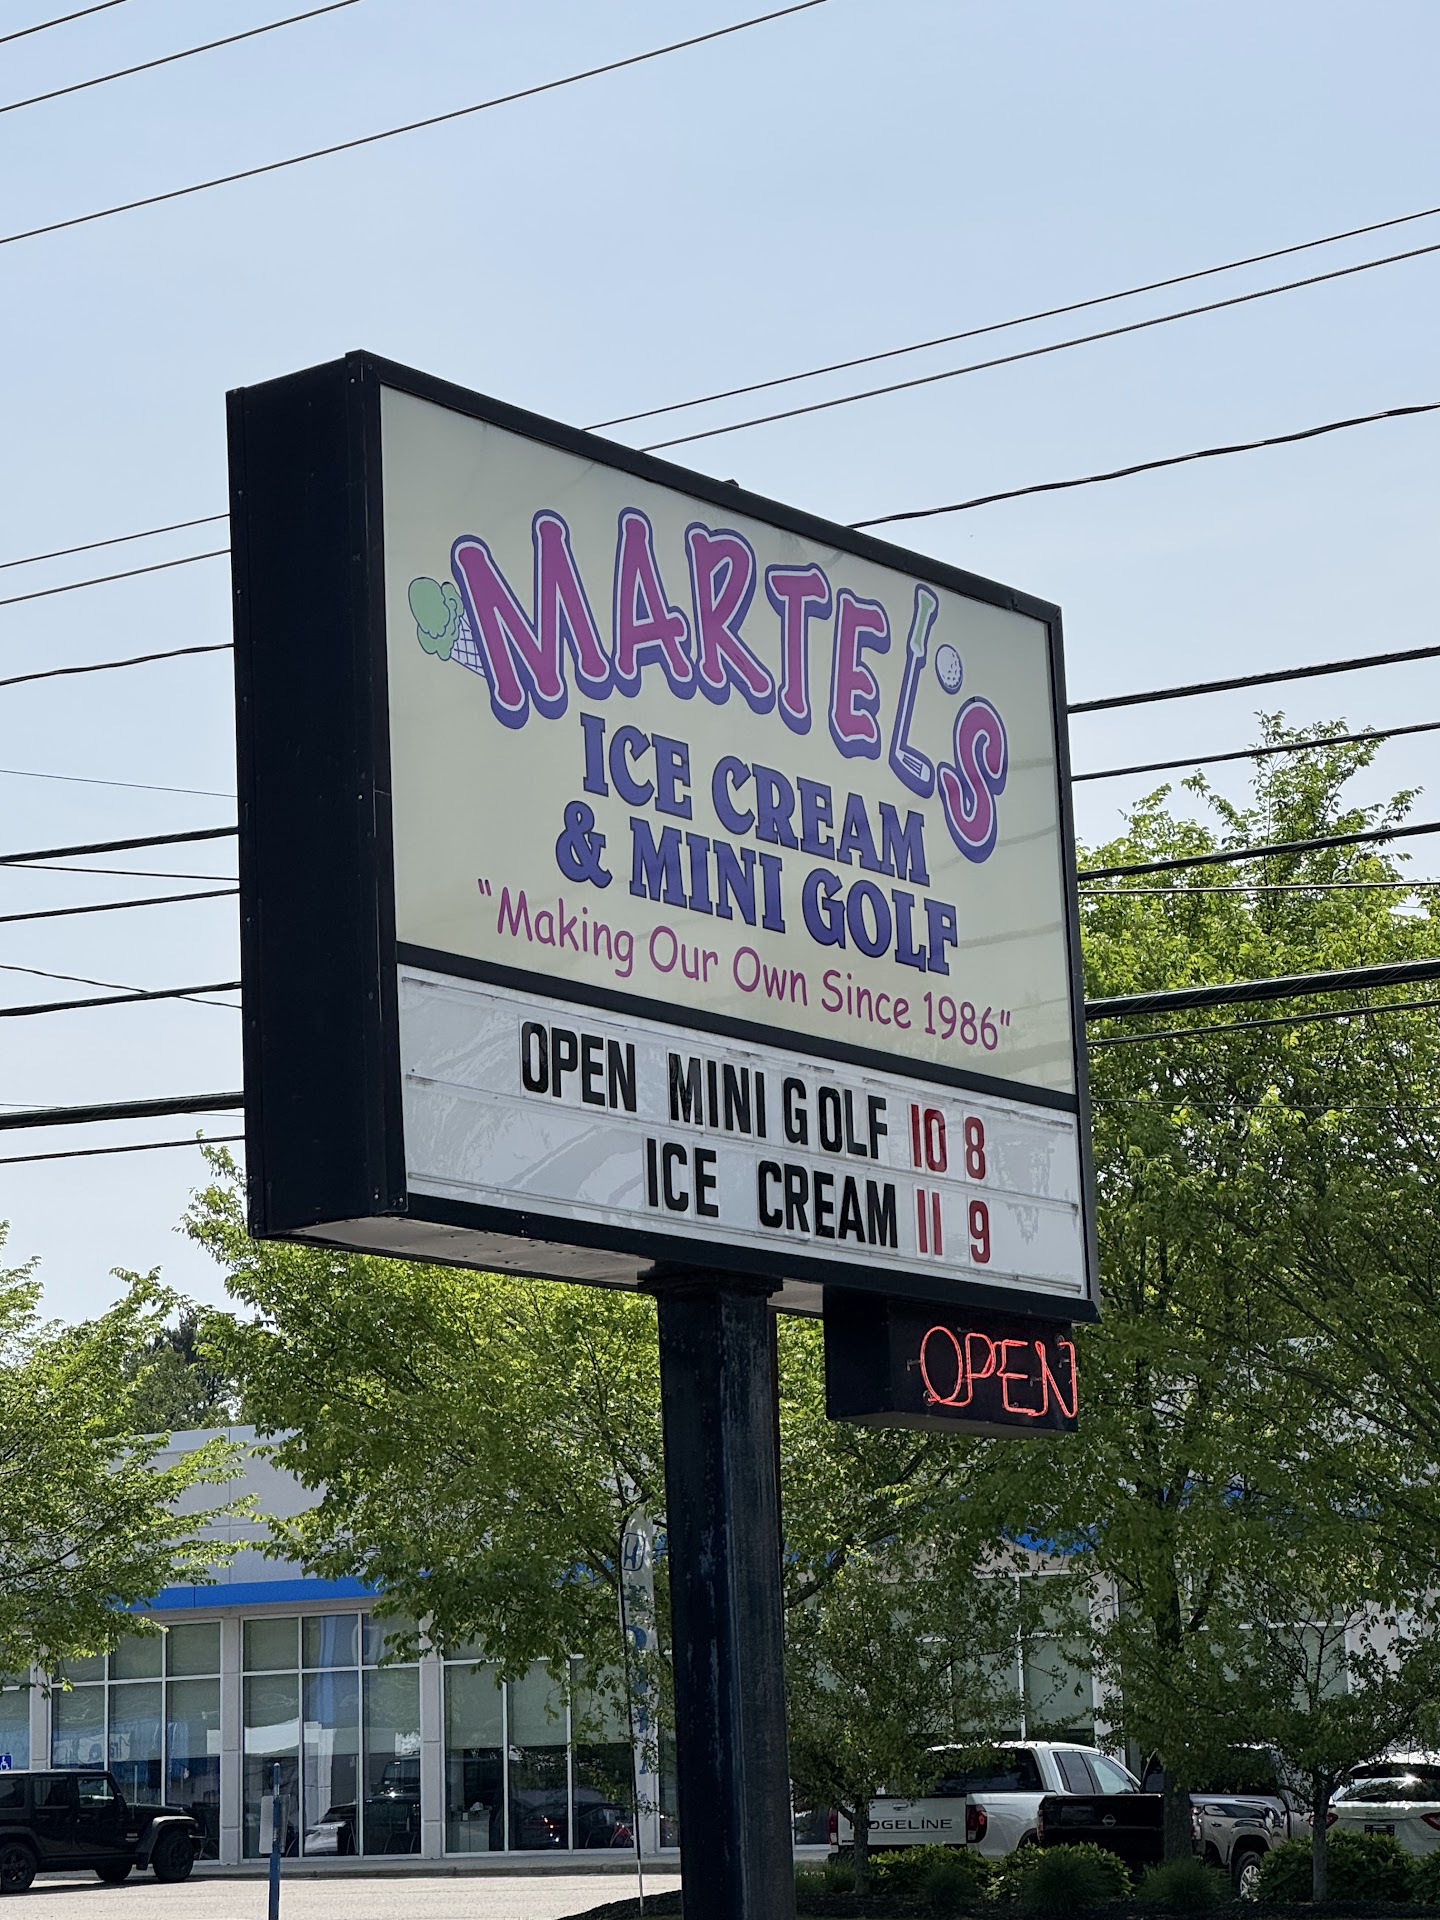 MARTEL'S
ICE CREAM
& MINI GOLF
"Making Our Own Since 1986"
OPEN MINI GOLF 10 8
ICE CREAM 11 9
OPEN
RIDGELINE